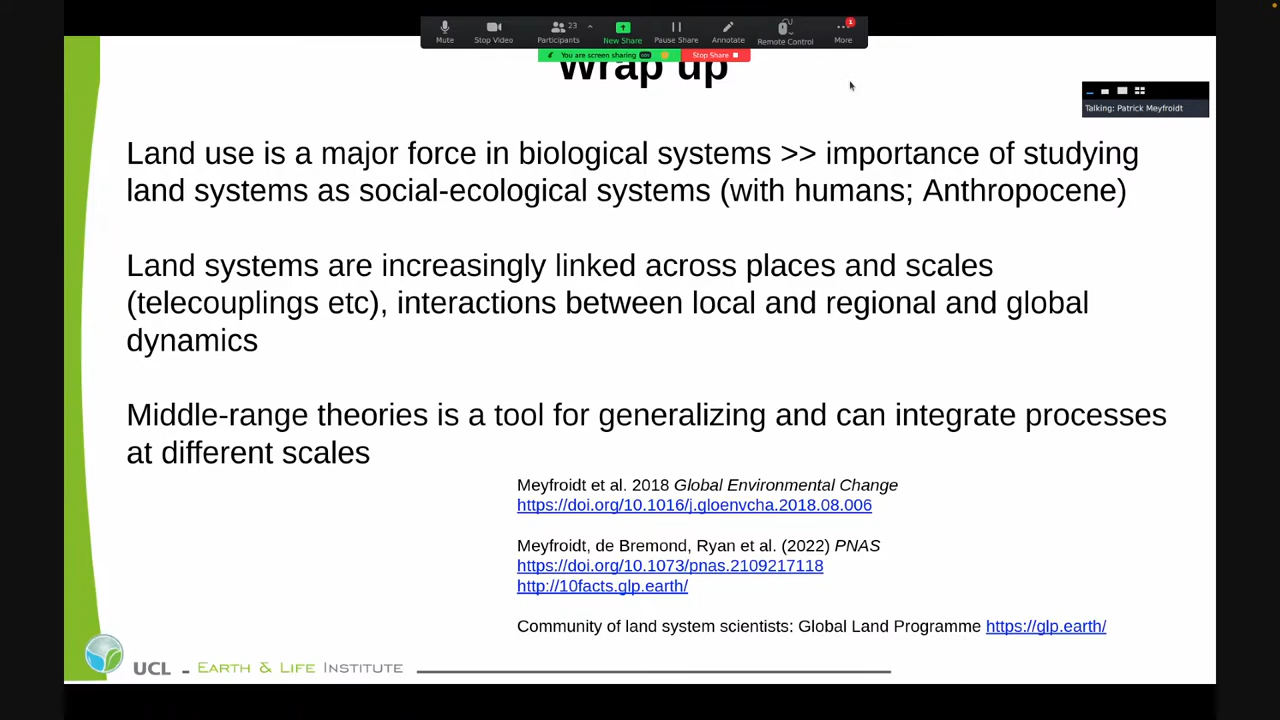 23
1
Mute
Stop Video
Participants
New Share
Pause Share
Annotate
Remote Control
More
You are screen sharing
Stop Share
Wrap up
Talking: Patrick Meyfroidt
Land use is a major force in biological systems >> importance of studying
land systems as social-ecological systems (with humans; Anthropocene)
Land systems are increasingly linked across places and scales
(telecouplings etc), interactions between local and regional and global
dynamics
Middle-range theories is a tool for generalizing and can integrate processes
at different scales
Meyfroidt et al. 2018 Global Environmental Change
https://doi.org/10.1016/j.gloenvcha.2018.08.006
Meyfroidt, de Bremond, Ryan et al. (2022) PNAS
https://doi.org/10.1073/pnas.2109217118
http://10facts.glp.earth/
Community of land system scientists: Global Land Programme https://glp.earth/
UCL - EARTH & LIFE INSTITUTE